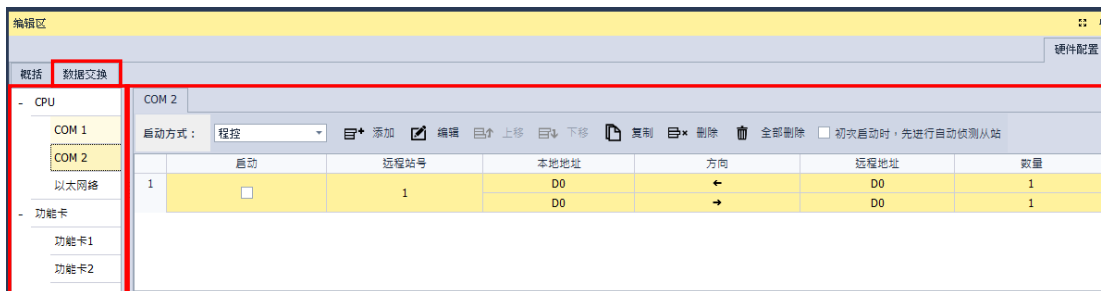 编辑区
硬件配置
概括 数据交换
- CPU
COM 1
COM 2
以太网络
- 功能卡
功能卡1
功能卡2
COM 2
启动方式： 程控 添加 编辑 上移 下移 复制 删除 全部删除 初次启动时，先进行自动侦测从站
启动 远程站号 本地地址 方向 远程地址 数量
1 1 D0 ← D0 1
D0 → D0 1